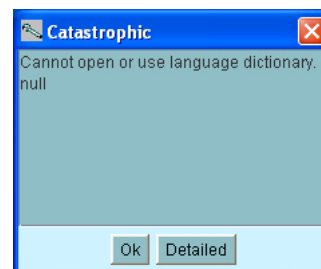 Catastrophic
Cannot open or use language dictionary.
null
Ok
Detailed